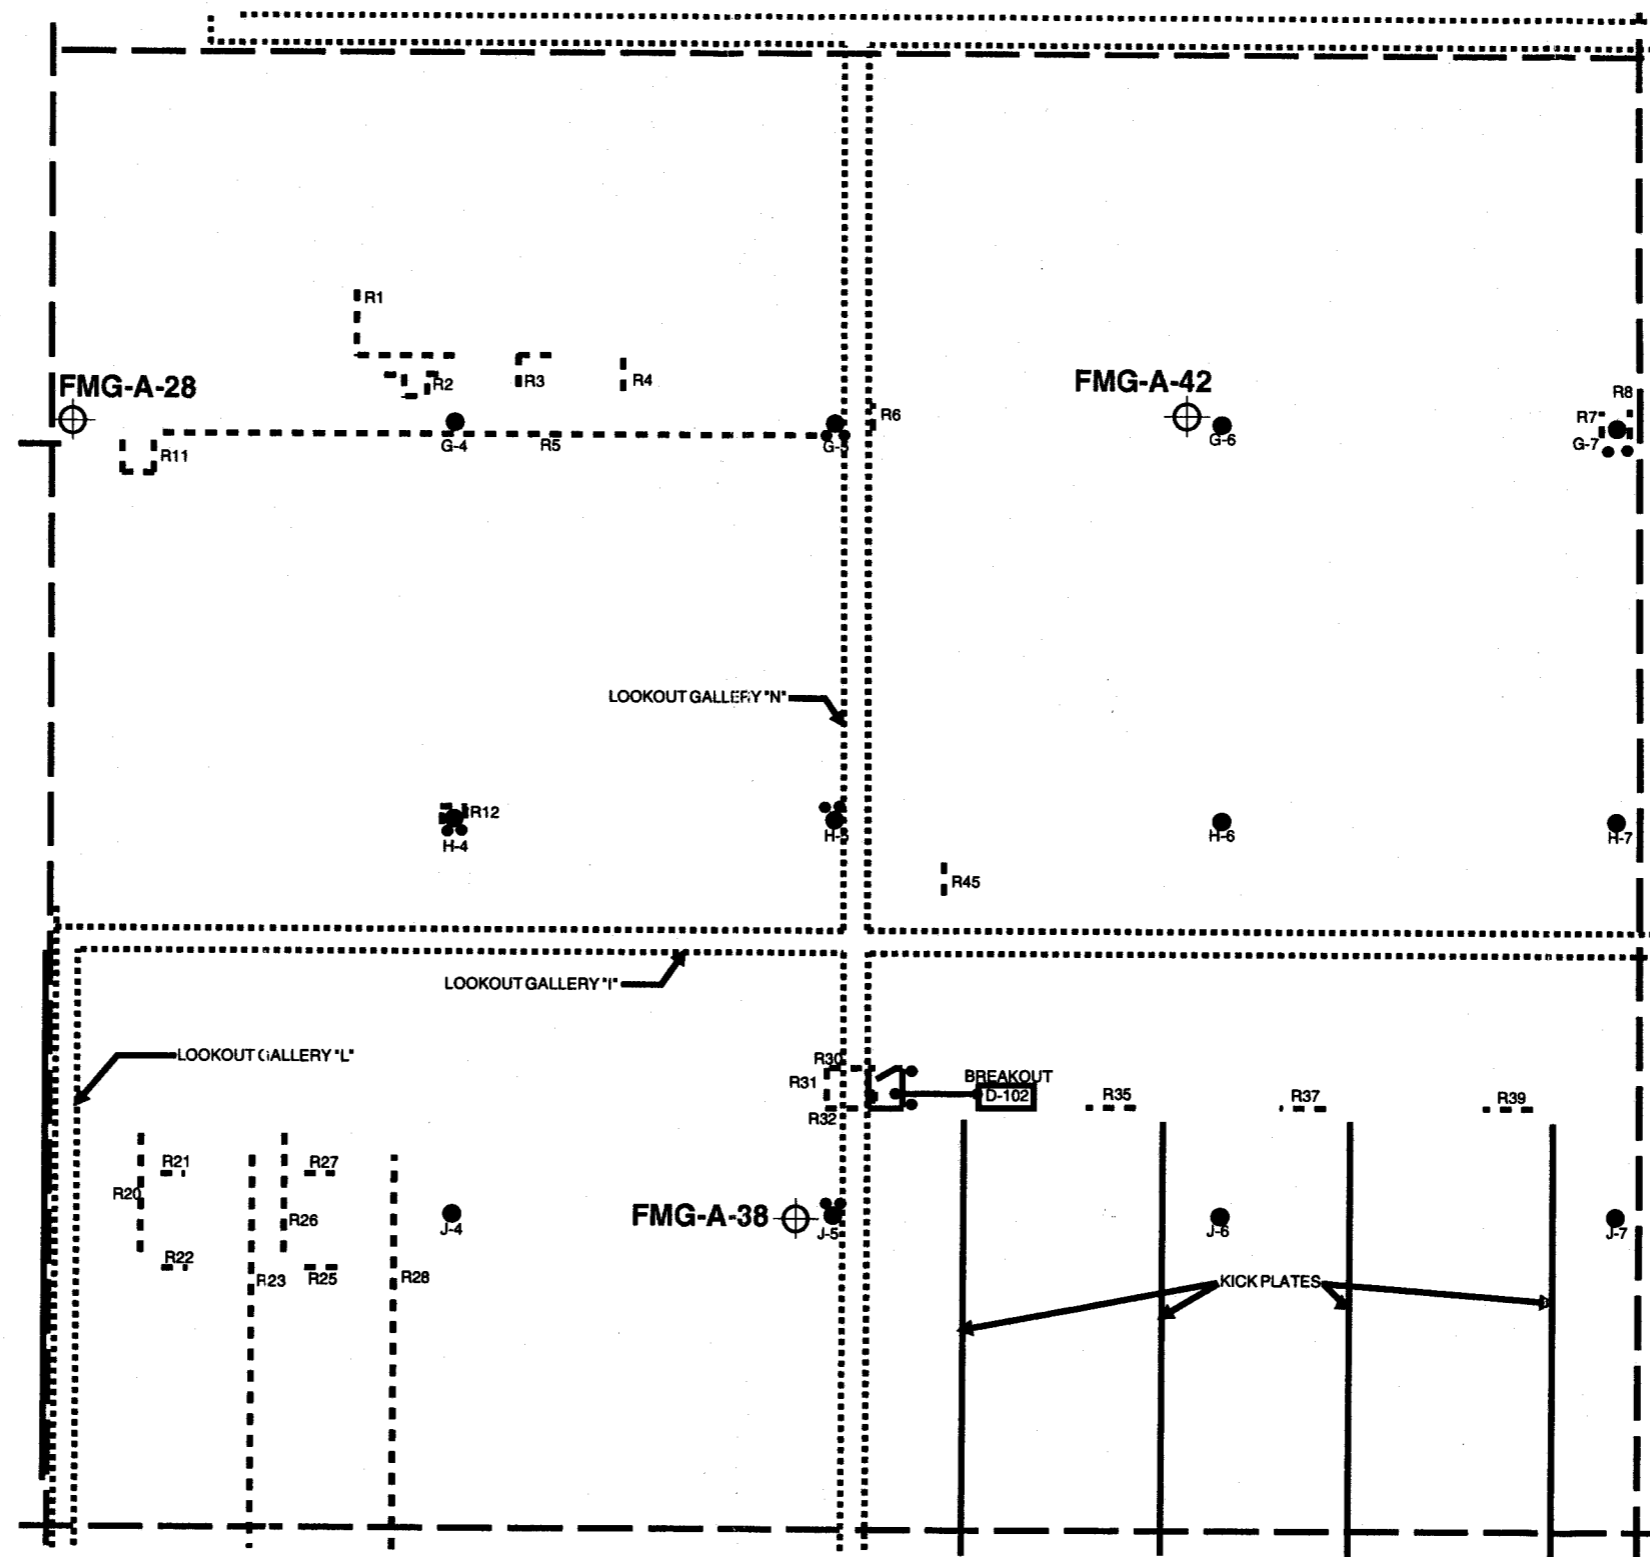 R1
R2
R3
R4
FMG-A-28
FMG-A-42
R8
R7
R6
G-4
R5
G-5
G-6
G-7
R11
LOOKOUT GALLERY "N"
R12
H-4
H-5
H-6
H-7
R45
LOOKOUT GALLERY "I"
LOOKOUT GALLERY "L"
R30
R31
R32
BREAKOUT
D-102
R35
R37
R39
R21
R27
R20
R26
R22
R23
R25
R28
J-4
FMG-A-38
J-5
J-6
J-7
KICK PLATES